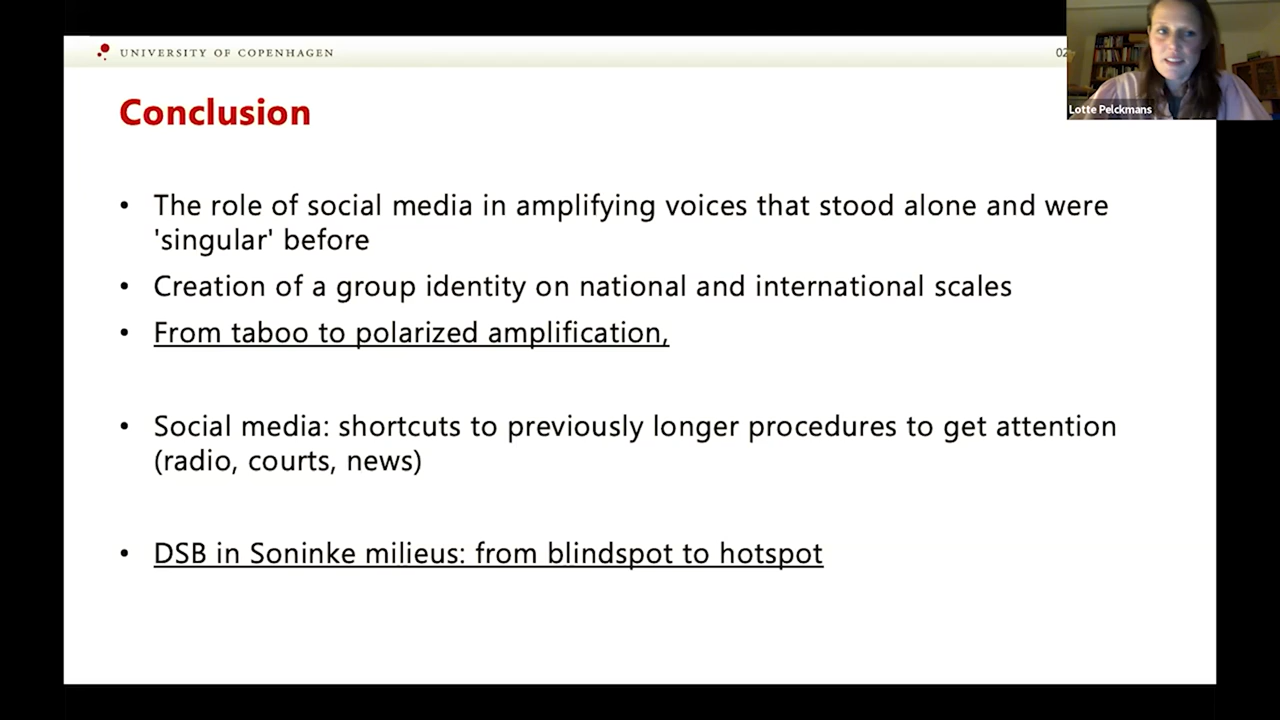 UNIVERSITY OF COPENHAGEN
02
Lotte Pelckmans
Conclusion
• The role of social media in amplifying voices that stood alone and were
'singular' before
• Creation of a group identity on national and international scales
• From taboo to polarized amplification,
• Social media: shortcuts to previously longer procedures to get attention
(radio, courts, news)
• DSB in Soninke milieus: from blindspot to hotspot